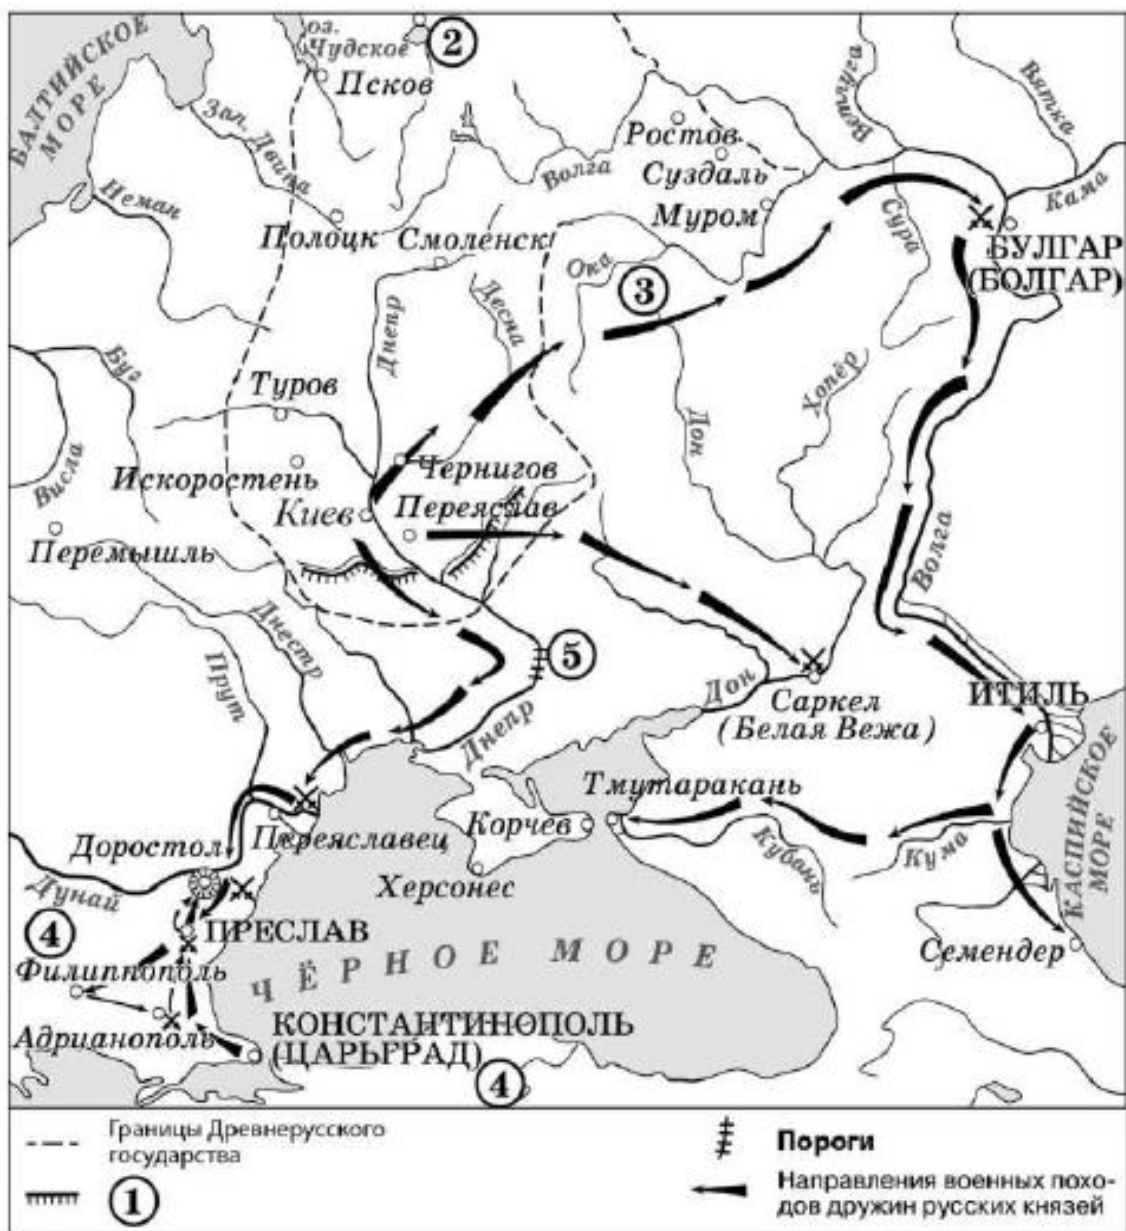 БАЛТИЙСКОЕ
МОРЕ
оз.
Чудское
2
Псков
Зап. Двина
Неман
Полоцк
Смоленск
Волга
Ростов
Суздаль
Муром
Ветлуга
Вятка
Кама
Сура
БУЛГАР
(БОЛГАР)
Ока
3
Днепр
Десна
Буг
Туров
Висла
Искоростень
Чернигов
Киев
Переяслав
Перемышль
Дон
Хопёр
Волга
Днестр
Прут
5
Днепр
Дон
Саркел
(Белая Вежа)
ИТИЛЬ
Тмутаракань
Корчев
Херсонес
Кубань
Кума
КАСПИЙСКОЕ
МОРЕ
Семендер
Переяславец
Доростол
Дунай
4
ПРЕСЛАВ
Филиппополь
Адрианополь
ЧЁРНОЕ МОРЕ
КОНСТАНТИНОПОЛЬ
(ЦАРЬГРАД)
4
Границы Древнерусского
государства
1
Пороги
Направления военных похо-
дов дружин русских князей